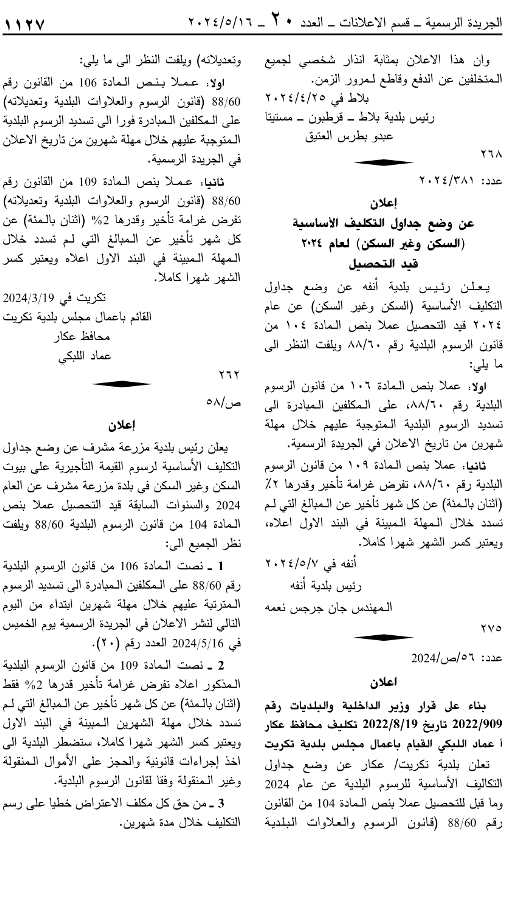 الجريدة الرسمية ــ قسم الاعلانات ــ العدد ٢٠ ــ ٢٠٢٤/٥/١٦
١١٢٧
وان هذا الاعلان بمثابة انذار شخصي لجميع
المتخلفين عن الدفع وقاطع لمرور الزمن.
بلاط في ٢٠٢٤/٤/٢٥
رئيس بلدية بلاط ــ قرطبون ــ مستيتا
عبدو بطرس العتيق
٢٦٨
عدد: ٢٠٢٤/٣٨١
إعلان
عن وضع جداول التكليف الأساسية
(السكن وغير السكن) لعام ٢٠٢٤
قيد التحصيل
يعلن رئيس بلدية أنفه عن وضع جداول
التكليف الأساسية (السكن وغير السكن) عن عام
٢٠٢٤ قيد التحصيل عملا بنص المادة ١٠٤ من
قانون الرسوم البلدية رقم ٨٨/٦٠ ويلفت النظر الى
ما يلي:
اولا: عملا بنص المادة ١٠٦ من قانون الرسوم
البلدية رقم ٨٨/٦٠، على المكلفين المبادرة الى
تسديد الرسوم البلدية المتوجبة عليهم خلال مهلة
شهرين من تاريخ الاعلان في الجريدة الرسمية.
ثانيا: عملا بنص المادة ١٠٩ من قانون الرسوم
البلدية رقم ٨٨/٦٠، تفرض غرامة تأخير وقدرها ٢٪
(اثنان بالمئة) عن كل شهر تأخير عن المبالغ التي لم
تسدد خلال المهلة المبينة في البند الاول اعلاه،
ويعتبر كسر الشهر شهرا كاملا.
أنفه في ٢٠٢٤/٥/٧
رئيس بلدية أنفه
المهندس جان جرجس نعمه
٢٧٥
عدد: ٥٦/ص/2024
اعلان
بناء على قرار وزير الداخلية والبلديات رقم
2022/909 تاريخ 2022/8/19 تكليف محافظ عكار
أ عماد اللبكي القيام باعمال مجلس بلدية تكريت
تعلن بلدية تكريت/ عكار عن وضع جداول
التكاليف الأساسية للرسوم البلدية عن عام 2024
وما قبل للتحصيل عملا بنص المادة 104 من القانون
رقم 88/60 (قانون الرسوم والعلاوات البلدية
وتعديلاته) ويلفت النظر الى ما يلي:
اولا: عملا بنص المادة 106 من القانون رقم
88/60 (قانون الرسوم والعلاوات البلدية وتعديلاته)
على المكلفين المبادرة فورا الى تسديد الرسوم البلدية
المتوجبة عليهم خلال مهلة شهرين من تاريخ الاعلان
في الجريدة الرسمية.
ثانيا: عملا بنص المادة 109 من القانون رقم
88/60 (قانون الرسوم والعلاوات البلدية وتعديلاته)
تفرض غرامة تأخير وقدرها 2% (اثنان بالمئة) عن
كل شهر تأخير عن المبالغ التي لم تسدد خلال
المهلة المبينة في البند الاول اعلاه ويعتبر كسر
الشهر شهرا كاملا.
تكريت في 2024/3/19
القائم باعمال مجلس بلدية تكريت
محافظ عكار
عماد اللبكي
٢٦٢
ص/٥٨
إعلان
يعلن رئيس بلدية مزرعة مشرف عن وضع جداول
التكليف الأساسية لرسوم القيمة التأجيرية على بيوت
السكن وغير السكن في بلدة مزرعة مشرف عن العام
2024 والسنوات السابقة قيد التحصيل عملا بنص
المادة 104 من قانون الرسوم البلدية 88/60 ويلفت
نظر الجميع الى:
1 ــ نصت المادة 106 من قانون الرسوم البلدية
رقم 88/60 على المكلفين المبادرة الى تسديد الرسوم
المترتبة عليهم خلال مهلة شهرين ابتداء من اليوم
التالي لنشر الاعلان في الجريدة الرسمية يوم الخميس
في 2024/5/16 العدد رقم (٢٠).
2 ــ نصت المادة 109 من قانون الرسوم البلدية
المذكور اعلاه تفرض غرامة تأخير قدرها 2% فقط
(اثنان بالمئة) عن كل شهر تأخير عن المبالغ التي لم
تسدد خلال مهلة الشهرين المبينة في البند الاول
ويعتبر كسر الشهر شهرا كاملا، ستضطر البلدية الى
اخذ إجراءات قانونية والحجز على الأموال المنقولة
وغير المنقولة وفقا لقانون الرسوم البلدية.
3 ــ من حق كل مكلف الاعتراض خطيا على رسم
التكليف خلال مدة شهرين.